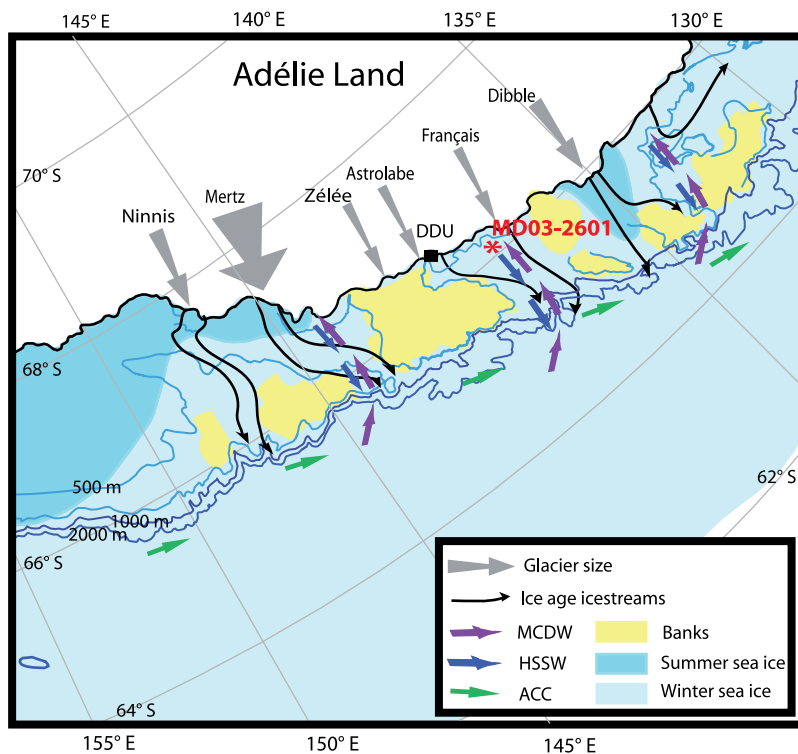 145° E
140° E
135° E
130° E
Adélie Land
Dibble
Français
70° S
Astrolabe
Mertz
Zélée
Ninnis
DDU
MD03-2601
*
68° S
62° S
500 m
1000 m
2000 m
66° S
Glacier size
Ice age icestreams
MCDW
Banks
HSSW
Summer sea ice
ACC
Winter sea ice
64° S
155° E
150° E
145° E